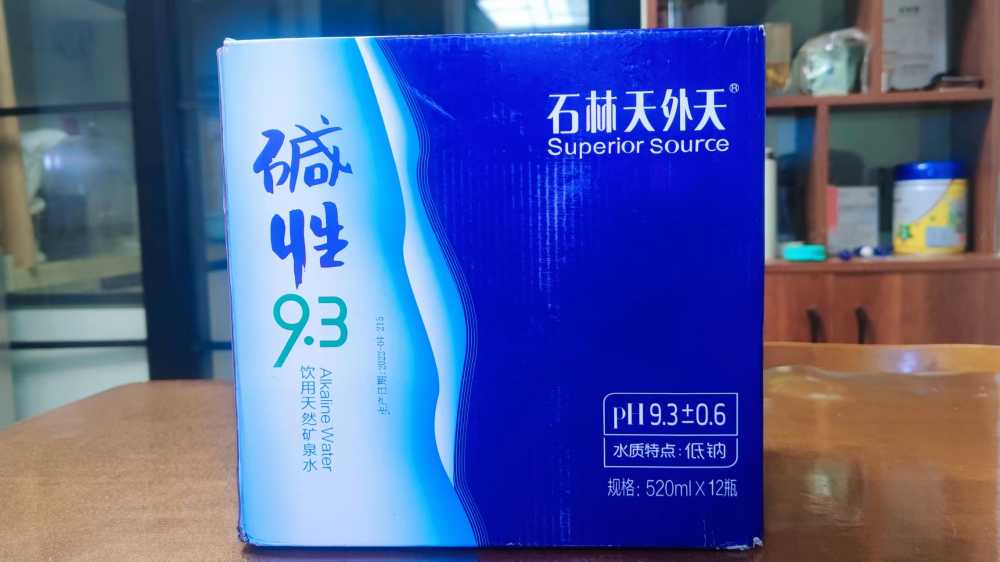 石林天外天®
Superior Source
碱性
9.3
Alkaline Water
饮用天然矿泉水
pH 9.3±0.6
水质特点:低钠
规格: 520ml X 12瓶